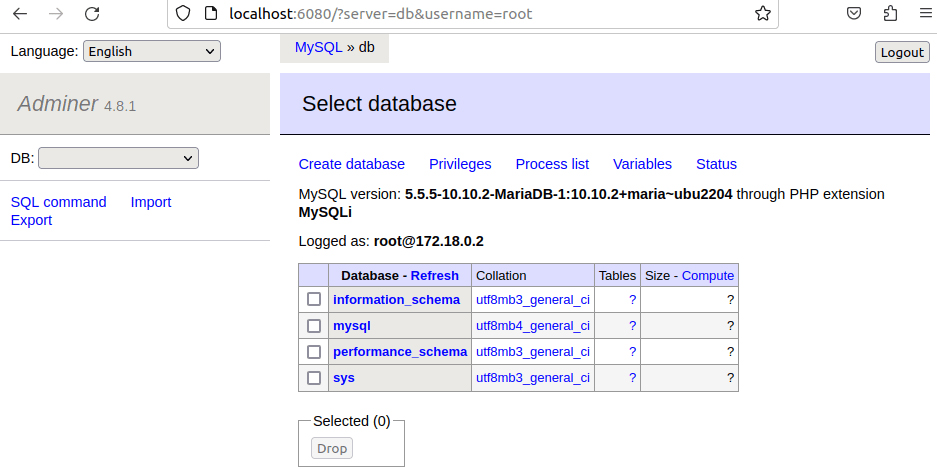 localhost:6080/?server=db&username=root
Language: English
MySQL » db
Logout
Adminer 4.8.1
Select database
DB:
SQL command Import
Export
Create database Privileges Process list Variables Status
MySQL version: 5.5.5-10.10.2-MariaDB-1:10.10.2+maria~ubu2204 through PHP extension
MySQLi
Logged as: root@172.18.0.2
Database - Refresh Collation Tables Size - Compute
information_schema utf8mb3_general_ci ? ?
mysql utf8mb4_general_ci ? ?
performance_schema utf8mb3_general_ci ? ?
sys utf8mb3_general_ci ? ?
Selected (0)
Drop